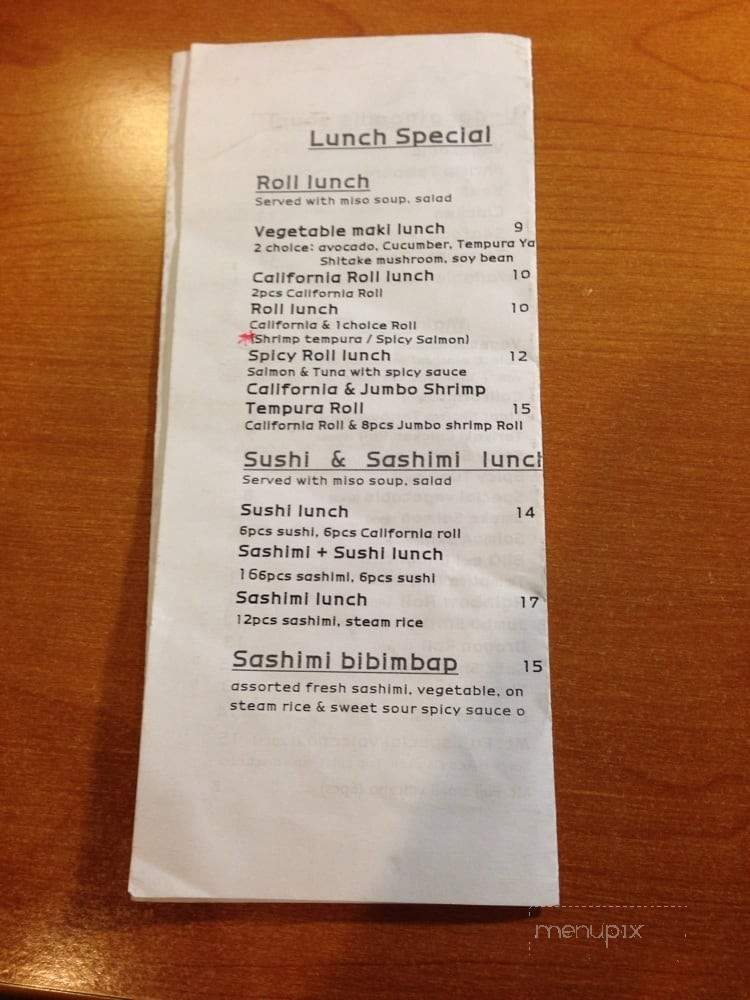 Lunch Special
Roll lunch
Served with miso soup, salad
Vegetable maki lunch 9
2 choice: avocado, Cucumber, Tempura Ya
Shitake mushroom, soy bean
California Roll lunch 10
2pcs California Roll
Roll lunch 10
California & 1choice Roll
(Shrimp tempura / Spicy Salmon)
Spicy Roll lunch 12
Salmon & Tuna with spicy sauce
California & Jumbo Shrimp
Tempura Roll 15
California Roll & 8pcs Jumbo shrimp Roll
Sushi & Sashimi lunch
Served with miso soup, salad
Sushi lunch 14
6pcs sushi, 6pcs California roll
Sashimi + Sushi lunch
166pcs sashimi, 6pcs sushi
Sashimi lunch 17
12pcs sashimi, steam rice
Sashimi bibimbap 15
assorted fresh sashimi, vegetable, on
steam rice & sweet sour spicy sauce o
menupix